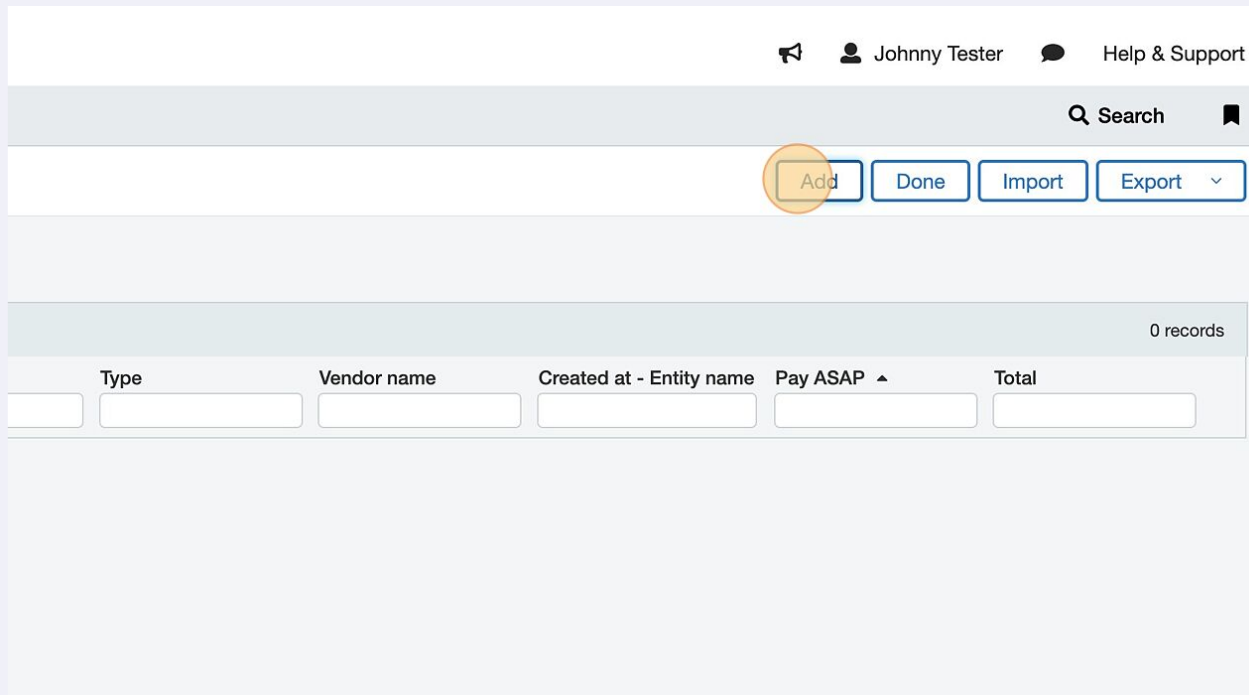 Johnny Tester Help & Support
Search
Add Done Import Export
0 records
Type Vendor name Created at - Entity name Pay ASAP Total